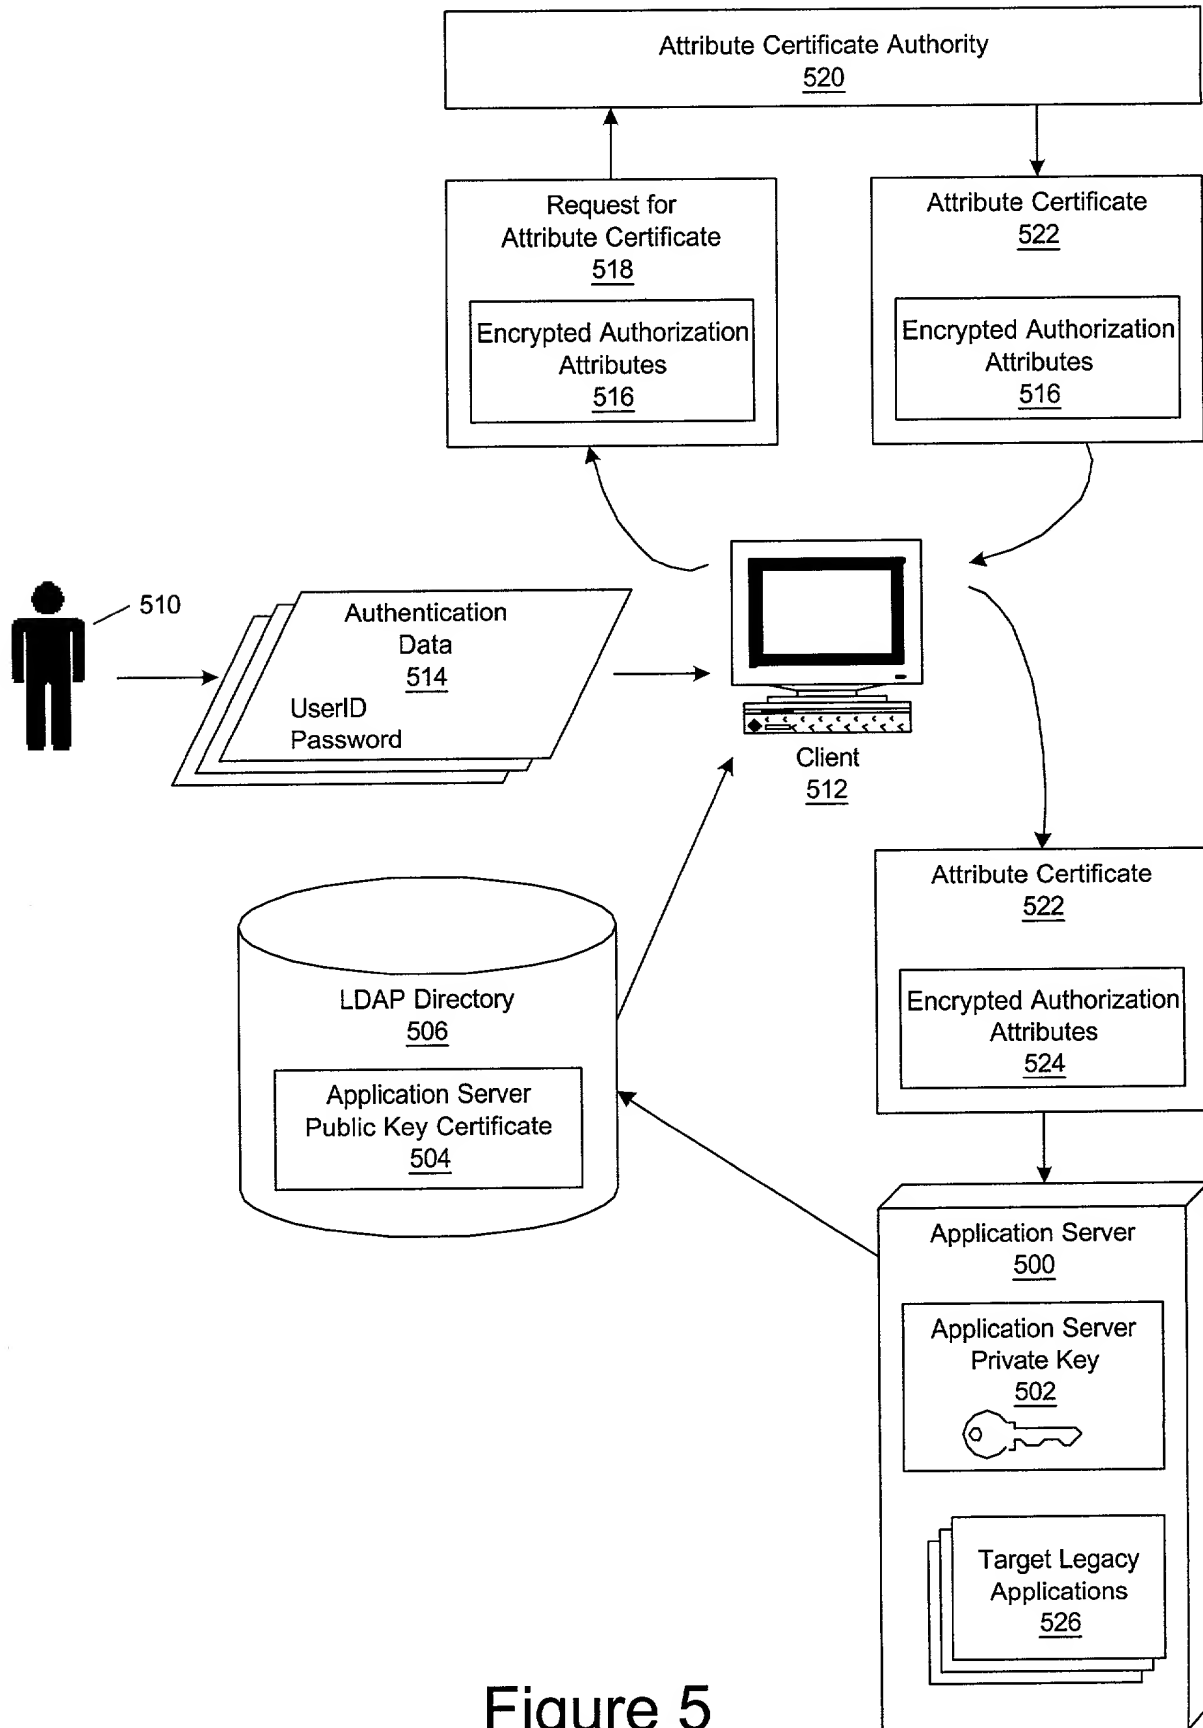 Attribute Certificate Authority
520
Request for
Attribute Certificate
518
Encrypted Authorization
Attributes
516
Attribute Certificate
522
Encrypted Authorization
Attributes
516
510
Authentication
Data
514
UserID
Password
Client
512
LDAP Directory
506
Application Server
Public Key Certificate
504
Attribute Certificate
522
Encrypted Authorization
Attributes
524
Application Server
500
Application Server
Private Key
502
Target Legacy
Applications
526
Figure 5